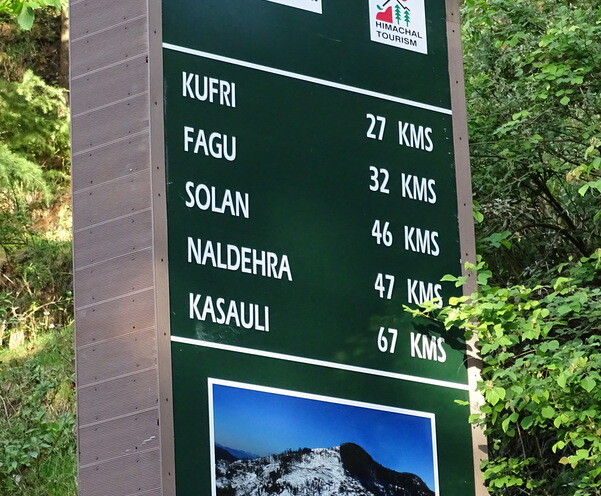 HIMACHAL
TOURISM
KUFRI 27 KMS
FAGU 32 KMS
SOLAN 46 KMS
NALDEHRA 47 KMS
KASAULI 67 KMS